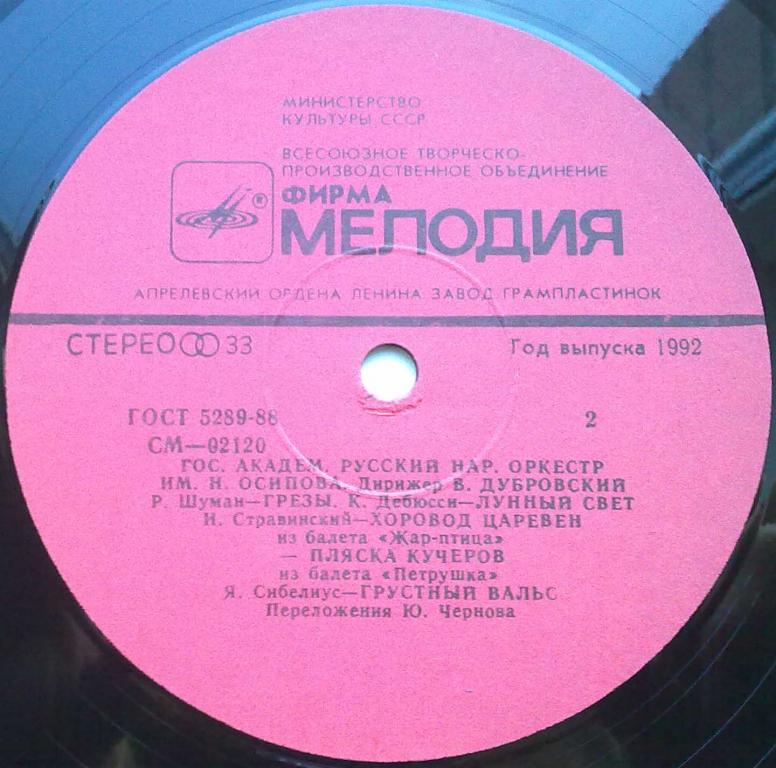 МИНИСТЕРСТВО
КУЛЬТУРЫ СССР
ВСЕСОЮЗНОЕ ТВОРЧЕСКО-
ПРОИЗВОДСТВЕННОЕ ОБЪЕДИНЕНИЕ
®
ФИРМА
МЕЛОДИЯ
АПРЕЛЕВСКИЙ ОРДЕНА ЛЕНИНА ЗАВОД ГРАМПЛАСТИНОК
СТЕРЕО 33 Год выпуска 1992
ГОСТ 5289-88 2
СМ—02120
ГОС. АКАДЕМ. РУССКИЙ НАР. ОРКЕСТР
ИМ. Н. ОСИПОВА. Дирижер В. ДУБРОВСКИЙ
Р. Шуман—ГРЕЗЫ. К. Дебюсси—ЛУННЫЙ СВЕТ
И. Стравинский—ХОРОВОД ЦАРЕВЕН
из балета «Жар-птица»
— ПЛЯСКА КУЧЕРОВ
из балета «Петрушка»
Я. Сибелиус—ГРУСТНЫЙ ВАЛЬС
Переложения Ю. Чернова